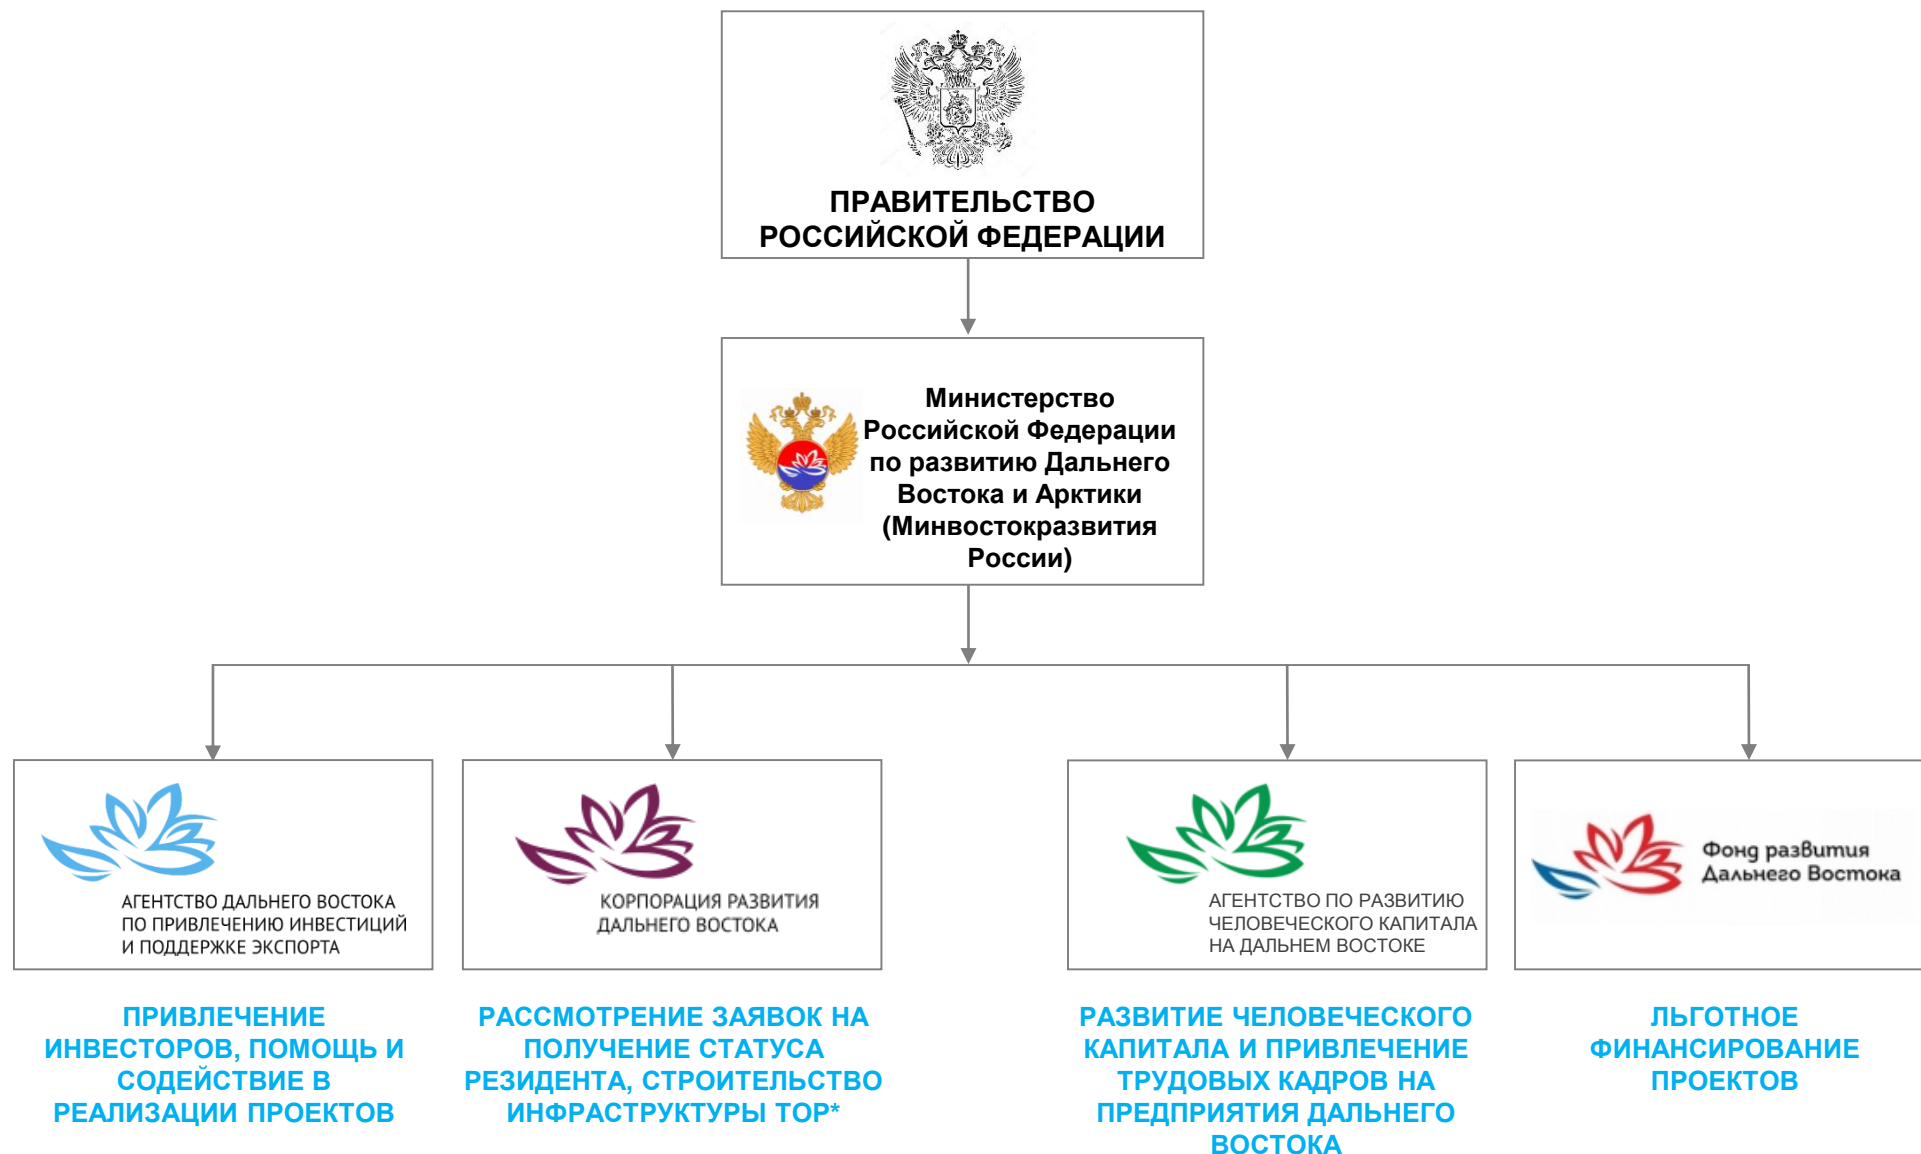 ПРАВИТЕЛЬСТВО
РОССИЙСКОЙ ФЕДЕРАЦИИ
Министерство
Российской Федерации
по развитию Дальнего
Востока и Арктики
(Минвостокразвития
России)
АГЕНТСТВО ДАЛЬНЕГО ВОСТОКА
ПО ПРИВЛЕЧЕНИЮ ИНВЕСТИЦИЙ
И ПОДДЕРЖКЕ ЭКСПОРТА
КОРПОРАЦИЯ РАЗВИТИЯ
ДАЛЬНЕГО ВОСТОКА
АГЕНТСТВО ПО РАЗВИТИЮ
ЧЕЛОВЕЧЕСКОГО КАПИТАЛА
НА ДАЛЬНЕМ ВОСТОКЕ
Фонд развития
Дальнего Востока
ПРИВЛЕЧЕНИЕ
ИНВЕСТОРОВ, ПОМОЩЬ И
СОДЕЙСТВИЕ В
РЕАЛИЗАЦИИ ПРОЕКТОВ
РАССМОТРЕНИЕ ЗАЯВОК НА
ПОЛУЧЕНИЕ СТАТУСА
РЕЗИДЕНТА, СТРОИТЕЛЬСТВО
ИНФРАСТРУКТУРЫ ТОР*
РАЗВИТИЕ ЧЕЛОВЕЧЕСКОГО
КАПИТАЛА И ПРИВЛЕЧЕНИЕ
ТРУДОВЫХ КАДРОВ НА
ПРЕДПРИЯТИЯ ДАЛЬНЕГО
ВОСТОКА
ЛЬГОТНОЕ
ФИНАНСИРОВАНИЕ
ПРОЕКТОВ